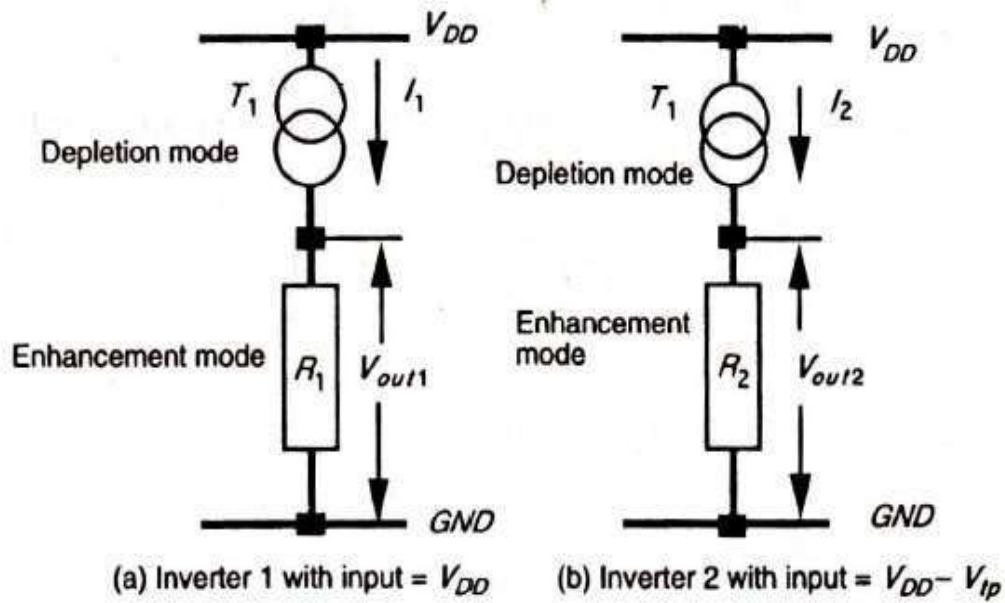 V_DD
T_1
I_1
Depletion mode
Enhancement mode
R_1
V_out1
GND
(a) Inverter 1 with input = V_DD
V_DD
T_1
I_2
Depletion mode
Enhancement
mode
R_2
V_out2
GND
(b) Inverter 2 with input = V_DD – V_tp